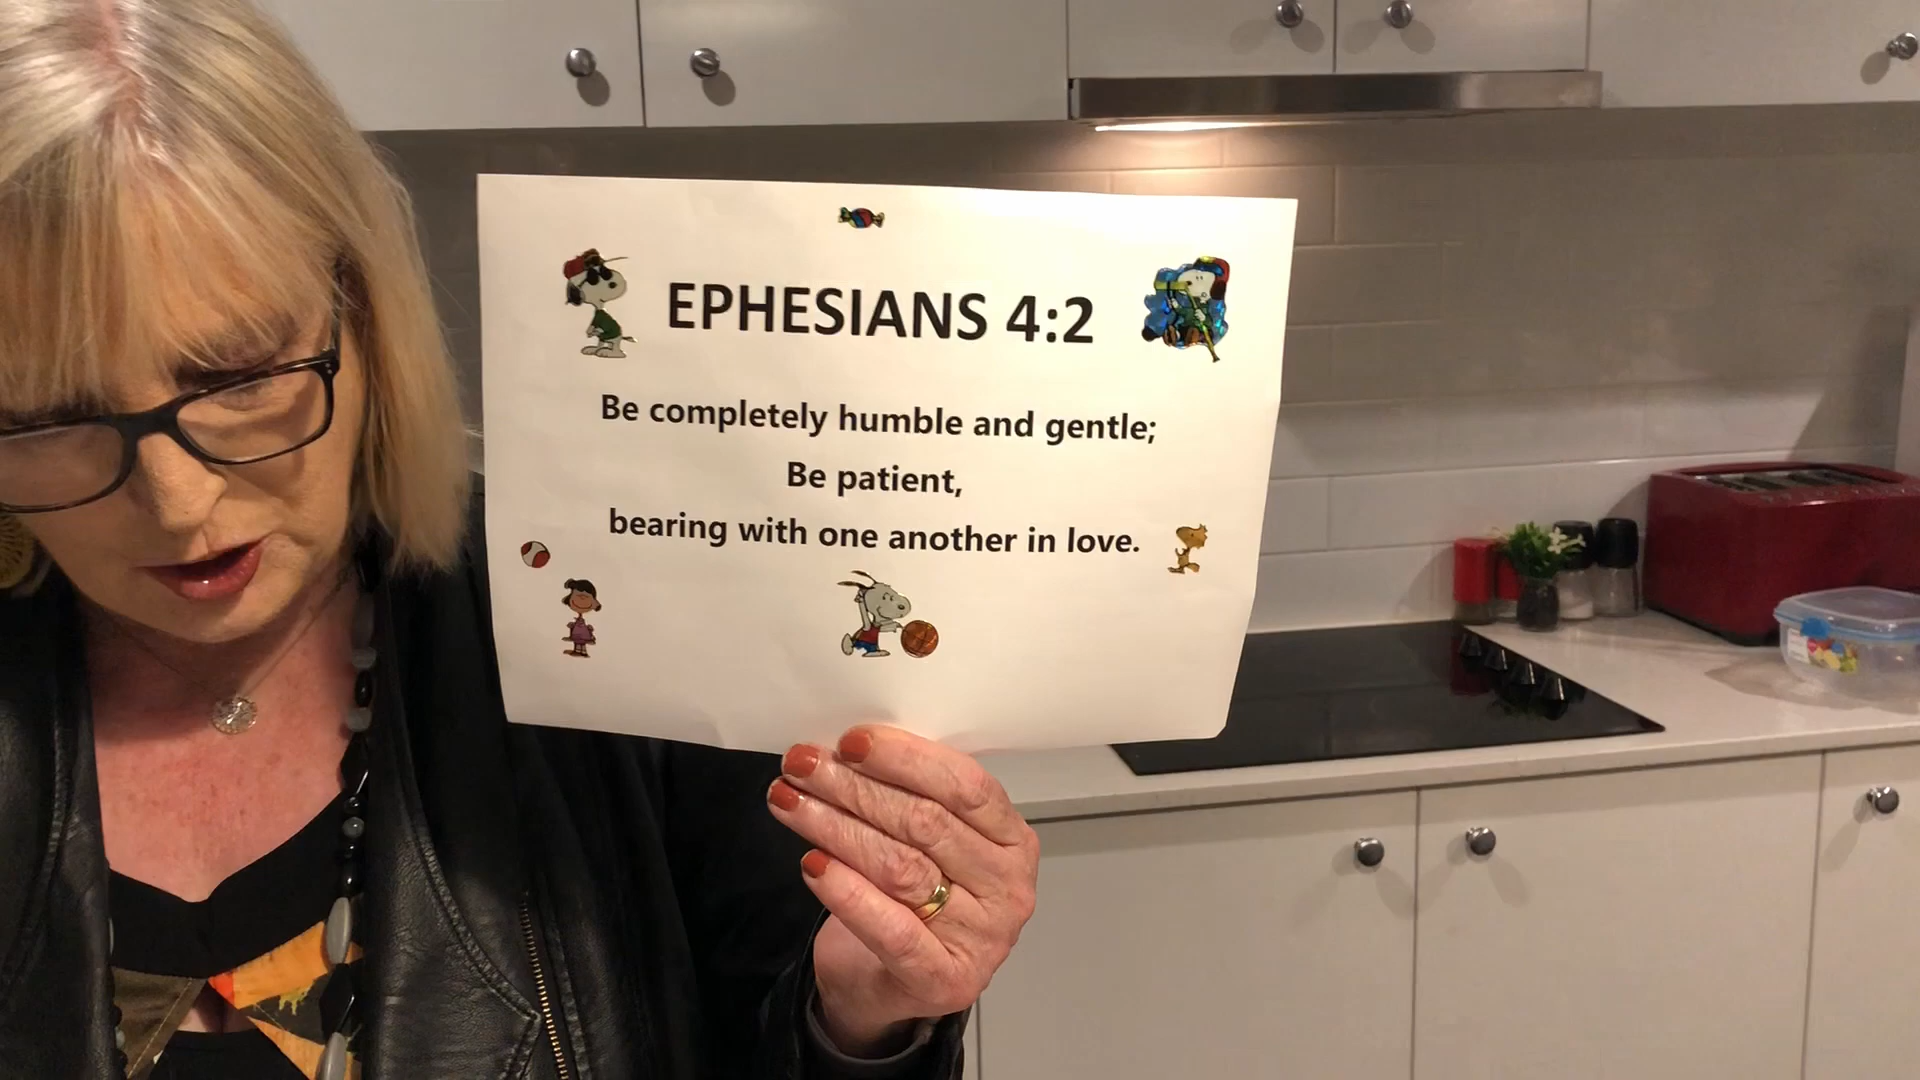 EPHESIANS 4:2
Be completely humble and gentle;
Be patient,
bearing with one another in love.